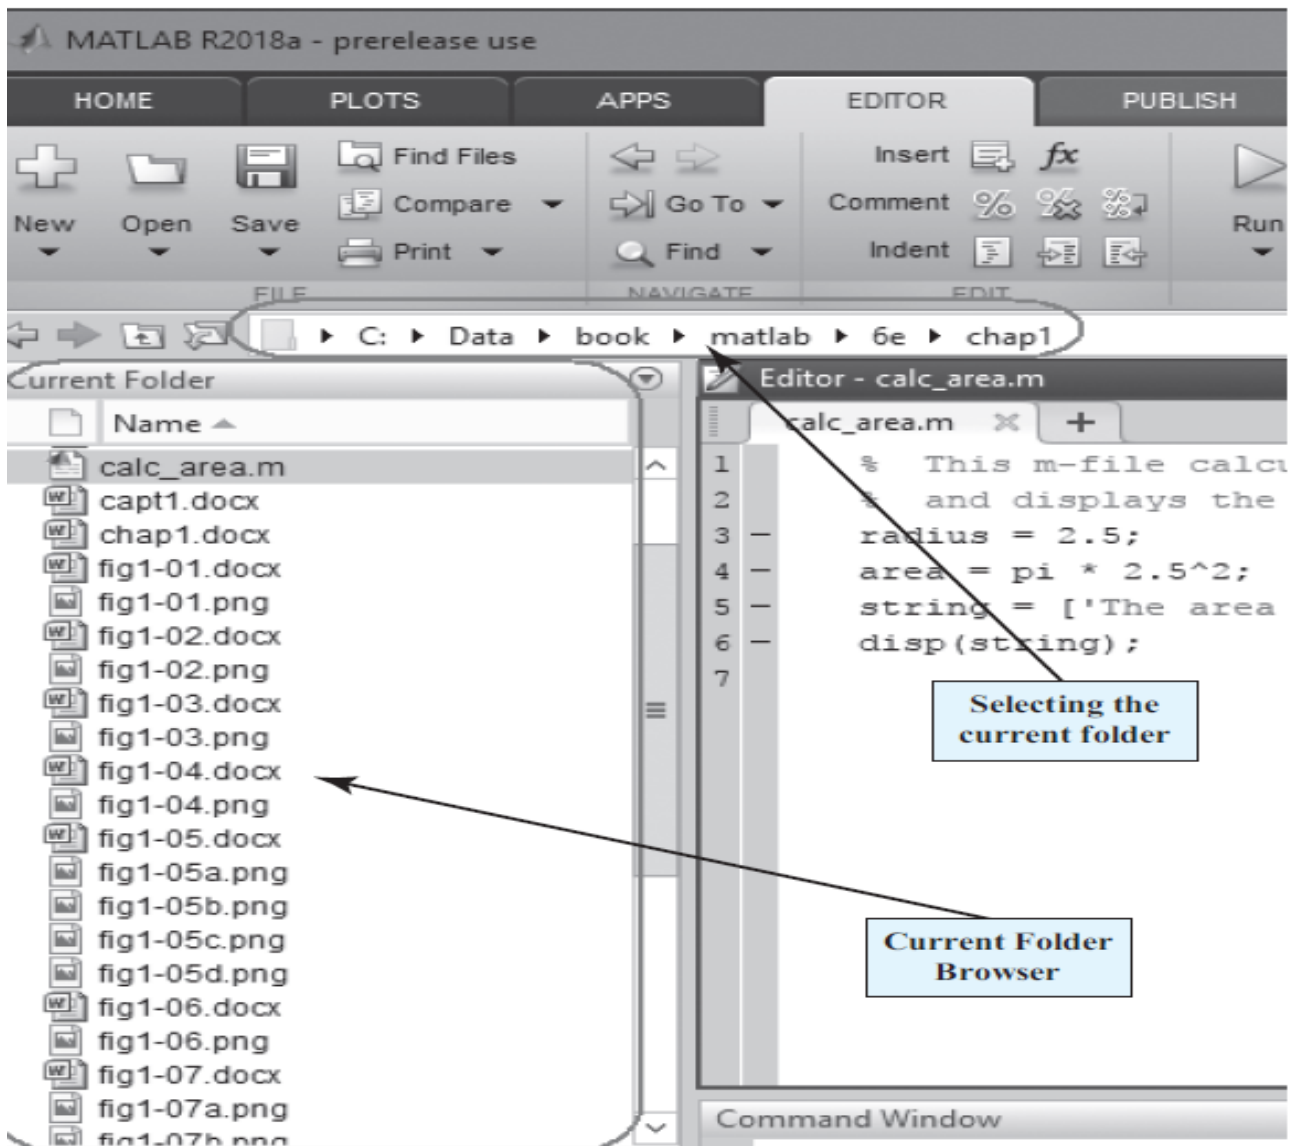 MATLAB R2018a - prerelease use
HOME PLOTS APPS EDITOR PUBLISH
Find Files Insert fx
New Open Save Compare Go To Comment Run
Print Find Indent
FILE NAVIGATE EDIT
C: Data book matlab 6e chap1
Current Folder
Name
calc_area.m
capt1.docx
chap1.docx
fig1-01.docx
fig1-01.png
fig1-02.docx
fig1-02.png
fig1-03.docx
fig1-03.png
fig1-04.docx
fig1-04.png
fig1-05.docx
fig1-05a.png
fig1-05b.png
fig1-05c.png
fig1-05d.png
fig1-06.docx
fig1-06.png
fig1-07.docx
fig1-07a.png
fig1-07b.png
Editor - calc_area.m
calc_area.m
1 % This m-file calcu
2 % and displays the
3 - radius = 2.5;
4 - area = pi * 2.5^2;
5 - string = ['The area
6 - disp(string);
7
Selecting the
current folder
Current Folder
Browser
Command Window